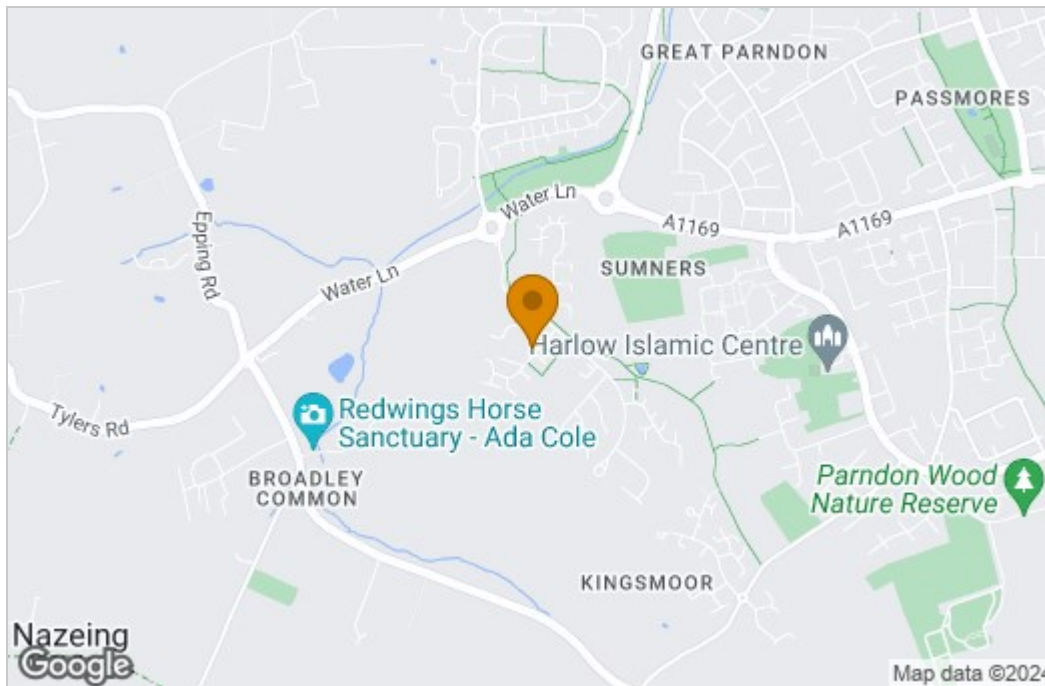 GREAT PARNDON
PASSMORES
Water Ln
A1169
A1169
Epping Rd
SUMNERS
Water Ln
Harlow Islamic Centre
Tylers Rd
Redwings Horse
Sanctuary - Ada Cole
BROADLEY
COMMON
Parndon Wood
Nature Reserve
KINGSMOOR
Nazeing
Google
Map data ©2024